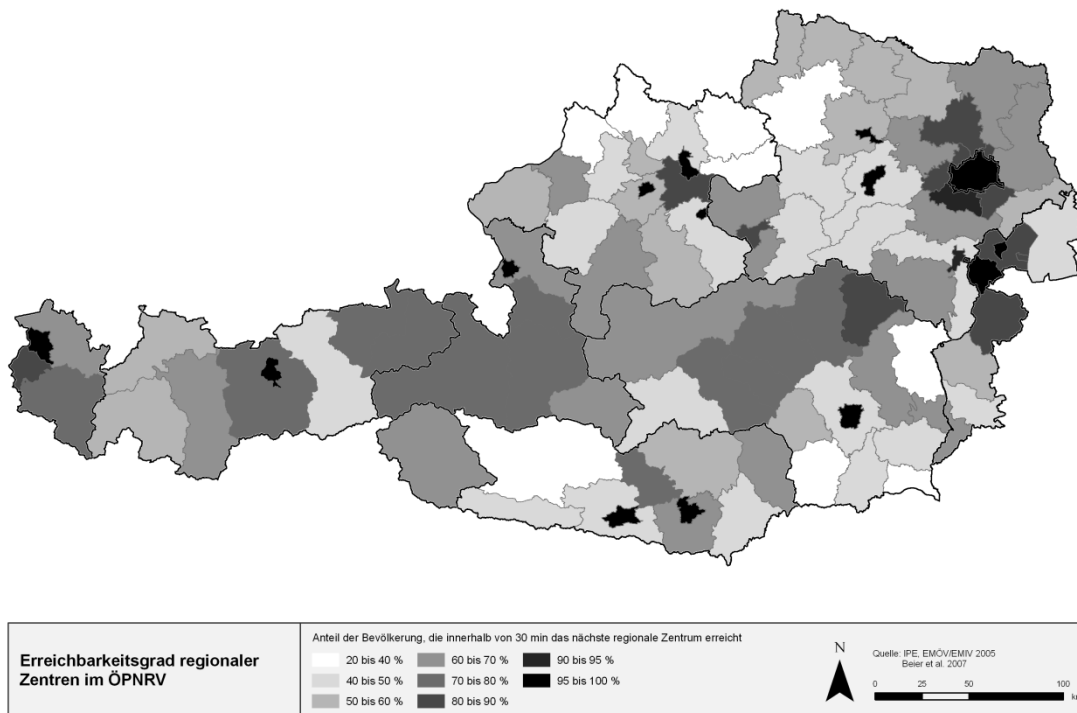 Erreichbarkeitsgrad regionaler
Zentren im ÖPNRV
Anteil der Bevölkerung, die innerhalb von 30 min das nächste regionale Zentrum erreicht
20 bis 40 %
60 bis 70 %
90 bis 95 %
40 bis 50 %
70 bis 80 %
95 bis 100 %
50 bis 60 %
80 bis 90 %
N
Quelle: IPE, EMÖV/EMIV 2005
Beier et al. 2007
0 25 50 100
km